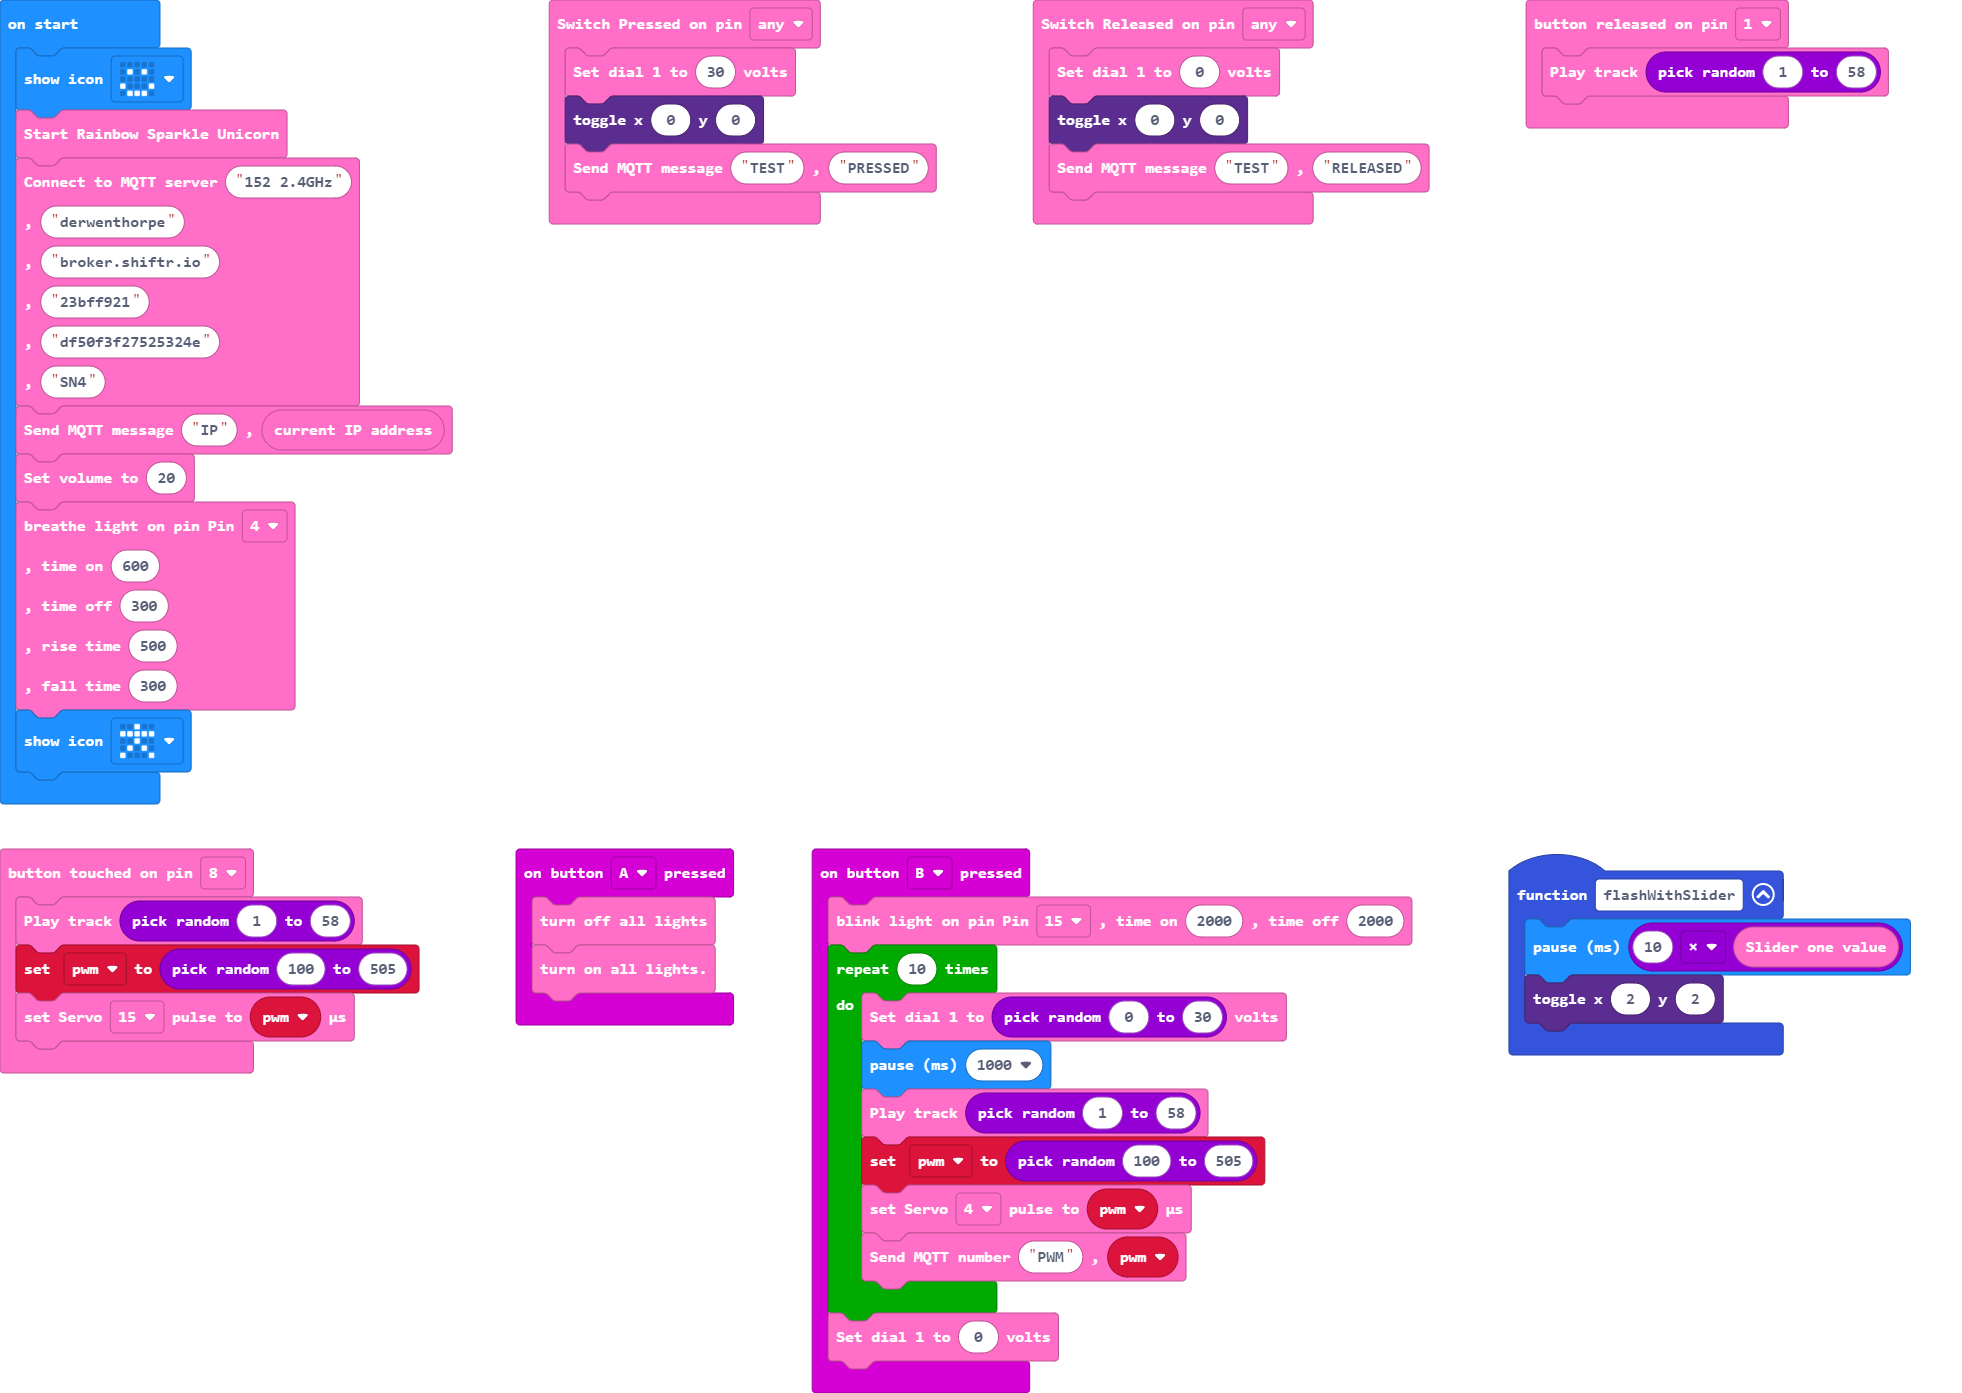 on start
show icon
Start Rainbow Sparkle Unicorn
Connect to MQTT server "152 2.4GHz"
, "derwenthorpe"
, "broker.shiftr.io"
, "23bff921"
, "df50f3f27525324e"
, "SN4"
Send MQTT message "IP" , current IP address
Set volume to 20
breathe light on pin Pin 4
, time on 600
, time off 300
, rise time 500
, fall time 300
show icon
Switch Pressed on pin any
Set dial 1 to 30 volts
toggle x 0 y 0
Send MQTT message "TEST" , "PRESSED"
Switch Released on pin any
Set dial 1 to 0 volts
toggle x 0 y 0
Send MQTT message "TEST" , "RELEASED"
button released on pin 1
Play track pick random 1 to 58
button touched on pin 8
Play track pick random 1 to 58
set pwm to pick random 100 to 505
set Servo 15 pulse to pwm µs
on button A pressed
turn off all lights
turn on all lights.
on button B pressed
blink light on pin Pin 15 , time on 2000 , time off 2000
repeat 10 times
do
Set dial 1 to pick random 0 to 30 volts
pause (ms) 1000
Play track pick random 1 to 58
set pwm to pick random 100 to 505
set Servo 4 pulse to pwm µs
Send MQTT number "PWM" , pwm
Set dial 1 to 0 volts
function flashWithSlider
pause (ms) 10 × Slider one value
toggle x 2 y 2